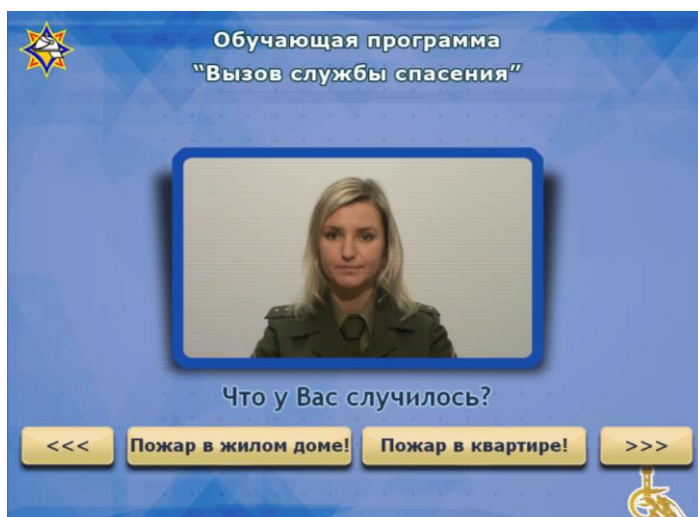 Обучающая программа
“Вызов службы спасения”
Что у Вас случилось?
<<<
Пожар в жилом доме!
Пожар в квартире!
>>>